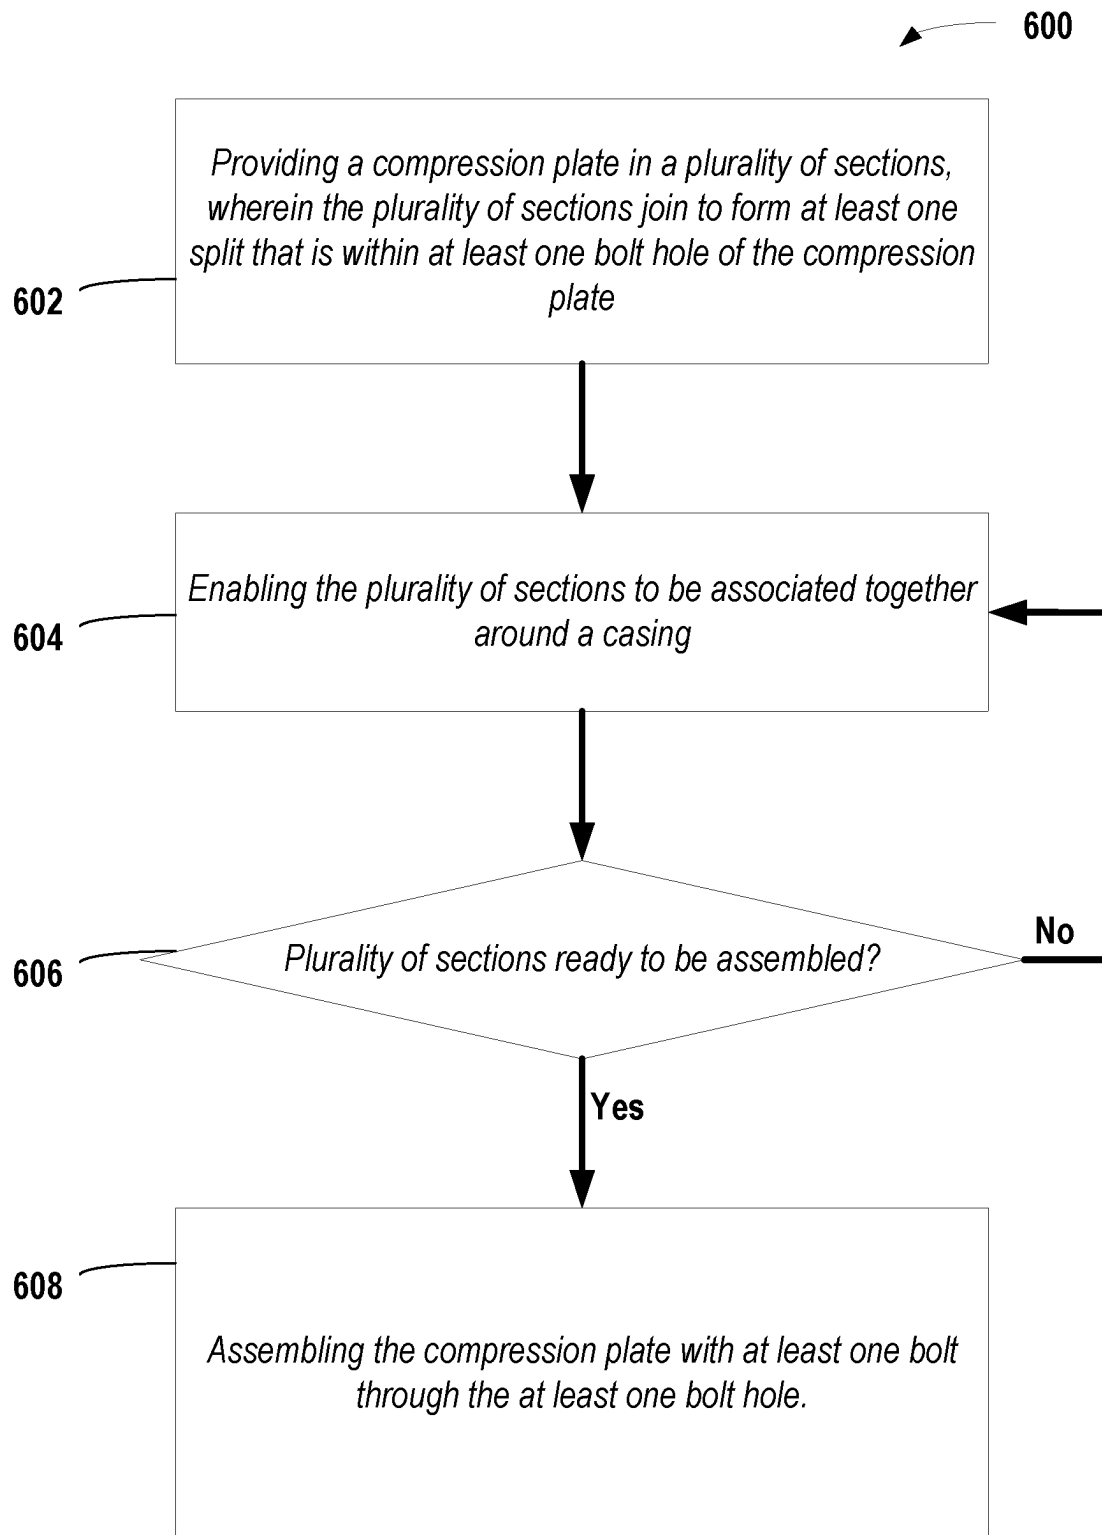 600
Providing a compression plate in a plurality of sections,
wherein the plurality of sections join to form at least one
split that is within at least one bolt hole of the compression
plate
602
Enabling the plurality of sections to be associated together
around a casing
604
Plurality of sections ready to be assembled?
606
No
Yes
608
Assembling the compression plate with at least one bolt
through the at least one bolt hole.